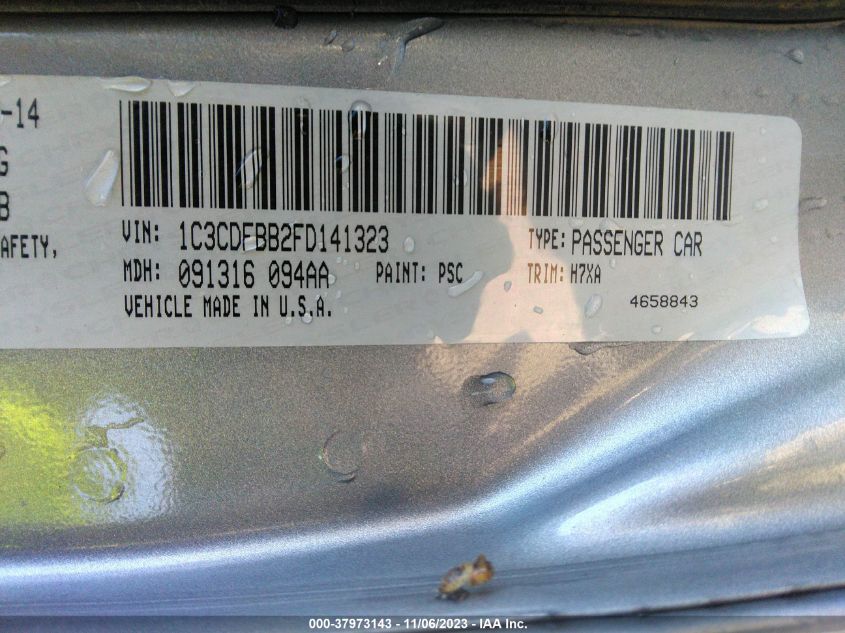 -14
G
B
AFETY,
VIN: 1C3CDFBB2FD141323 TYPE: PASSENGER CAR
MDH: 091316 094AA PAINT: PSC TRIM: H7XA
VEHICLE MADE IN U.S.A. 4658843
000-37973143 - 11/06/2023 - IAA Inc.